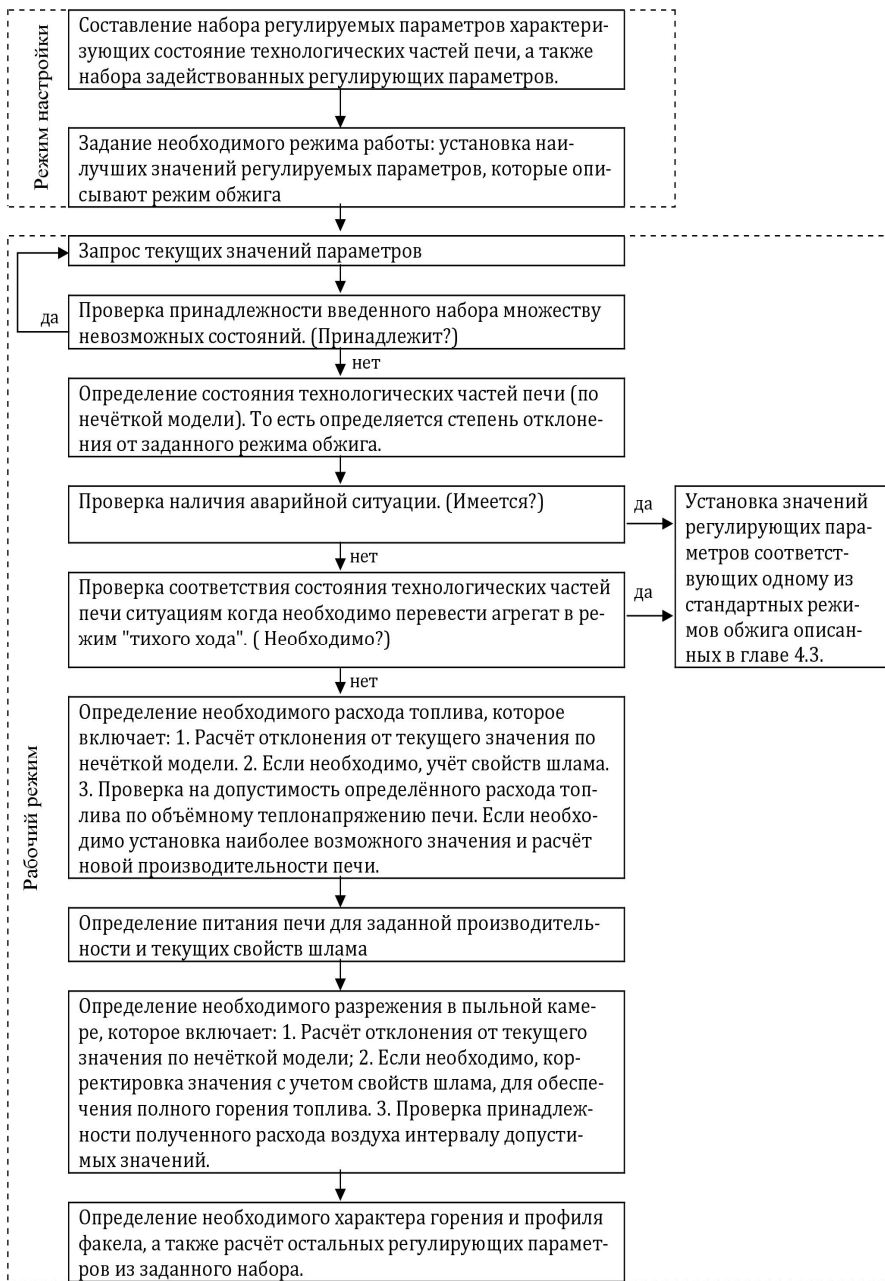 Режим настройки
Составление набора регулируемых параметров характери-
зующих состояние технологических частей печи, а также
набора задействованных регулирующих параметров.
Задание необходимого режима работы: установка наи-
лучших значений регулируемых параметров, которые опи-
сывают режим обжига
Рабочий режим
Запрос текущих значений параметров
да
Проверка принадлежности введенного набора множеству
невозможных состояний. (Принадлежит?)
нет
Определение состояния технологических частей печи (по
нечёткой модели). То есть определяется степень отклоне-
ния от заданного режима обжига.
Проверка наличия аварийной ситуации. (Имеется?)
да
нет
Проверка соответствия состояния технологических частей
печи ситуациям когда необходимо перевести агрегат в ре-
жим "тихого хода". ( Необходимо?)
да
Установка значений
регулирующих пара-
метров соответст-
вующих одному из
стандартных режи-
мов обжига описан-
ных в главе 4.3.
нет
Определение необходимого расхода топлива, которое
включает: 1. Расчёт отклонения от текущего значения по
нечёткой модели. 2. Если необходимо, учёт свойств шлама.
3. Проверка на допустимость определённого расхода топ-
лива по объёмному теплонапряжению печи. Если необхо-
димо установка наиболее возможного значения и расчёт
новой производительности печи.
Определение питания печи для заданной производитель-
ности и текущих свойств шлама
Определение необходимого разрежения в пыльной каме-
ре, которое включает: 1. Расчёт отклонения от текущего
значения по нечёткой модели; 2. Если необходимо, кор-
ректировка значения с учетом свойств шлама, для обеспе-
чения полного горения топлива. 3. Проверка принадлеж-
ности полученного расхода воздуха интервалу допусти-
мых значений.
Определение необходимого характера горения и профиля
факела, а также расчёт остальных регулирующих парамет-
ров из заданного набора.